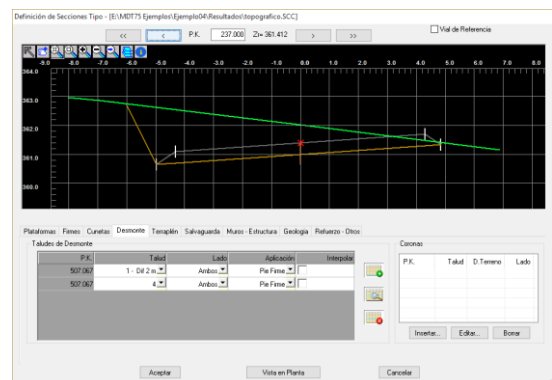 Definición de Secciones Tipo - [E:\MDT75 Ejemplos\Ejemplo04\Resultados\topografico.SCC]
<< < P.K. 237.000 Zr= 361.412 > >> Vial de Referencia
-9.0 -8.0 -7.0 -6.0 -5.0 -4.0 -3.0 -2.0 -1.0 0.0 1.0 2.0 3.0 4.0 5.0 6.0 7.0 8.0
364.0
363.0
362.0
361.0
360.0
Plataformas Firmes Cunetas Desmonte Terraplén Salvaguarda Muros - Estructura Geología Refuerzo - Otros
Taludes de Desmonte
P.K. Talud Lado Aplicación Interpolar
507.067 1 - Dif 2 m Ambos Pie Firme
507.067 4 Ambos Pie Firme
Coronas
P.K. Talud D.Terreno Lado
Insertar... Editar... Borrar
Aceptar Vista en Planta Cancelar